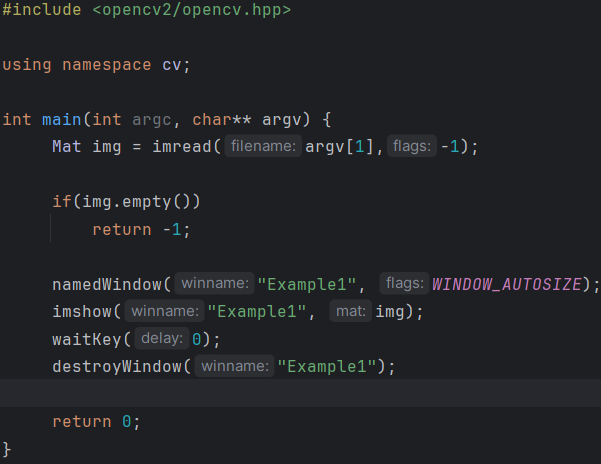 #include <opencv2/opencv.hpp>
using namespace cv;
int main(int argc, char** argv) {
Mat img = imread( filename: argv[1], flags: -1);
if(img.empty())
return -1;
namedWindow( winname: "Example1", flags: WINDOW_AUTOSIZE);
imshow( winname: "Example1", mat: img);
waitKey( delay: 0);
destroyWindow( winname: "Example1");
return 0;
}